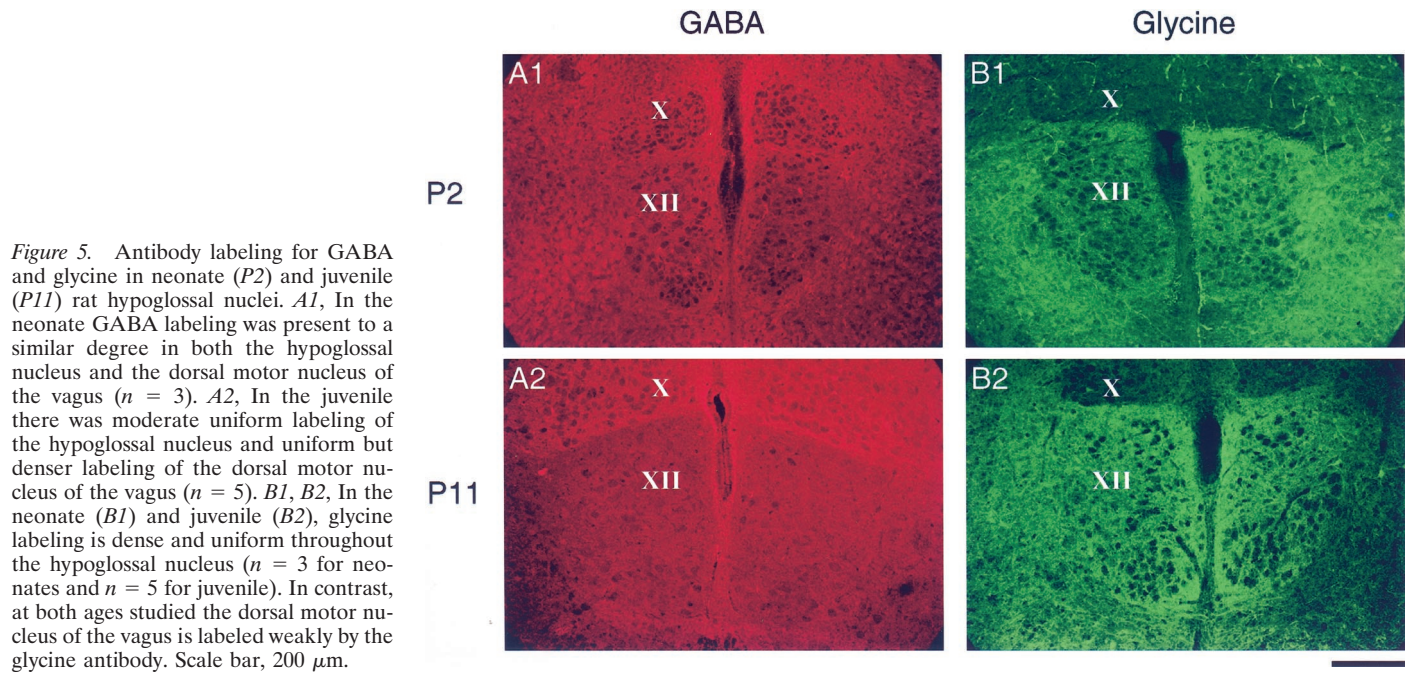 GABA
Glycine
A1
X
XII
B1
X
XII
P2
A2
X
XII
B2
X
XII
P11
Figure 5. Antibody labeling for GABA
and glycine in neonate (P2) and juvenile
(P11) rat hypoglossal nuclei. A1, In the
neonate GABA labeling was present to a
similar degree in both the hypoglossal
nucleus and the dorsal motor nucleus of
the vagus (n = 3). A2, In the juvenile
there was moderate uniform labeling of
the hypoglossal nucleus and uniform but
denser labeling of the dorsal motor nu-
cleus of the vagus (n = 5). B1, B2, In the
neonate (B1) and juvenile (B2), glycine
labeling is dense and uniform throughout
the hypoglossal nucleus (n = 3 for neo-
nates and n = 5 for juvenile). In contrast,
at both ages studied the dorsal motor nu-
cleus of the vagus is labeled weakly by the
glycine antibody. Scale bar, 200 μm.